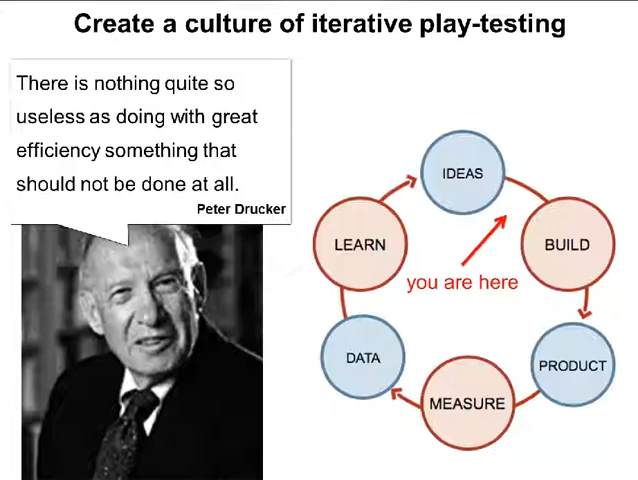 Create a culture of iterative play-testing
There is nothing quite so
useless as doing with great
efficiency something that
should not be done at all.
Peter Drucker
IDEAS
LEARN
BUILD
you are here
DATA
PRODUCT
MEASURE